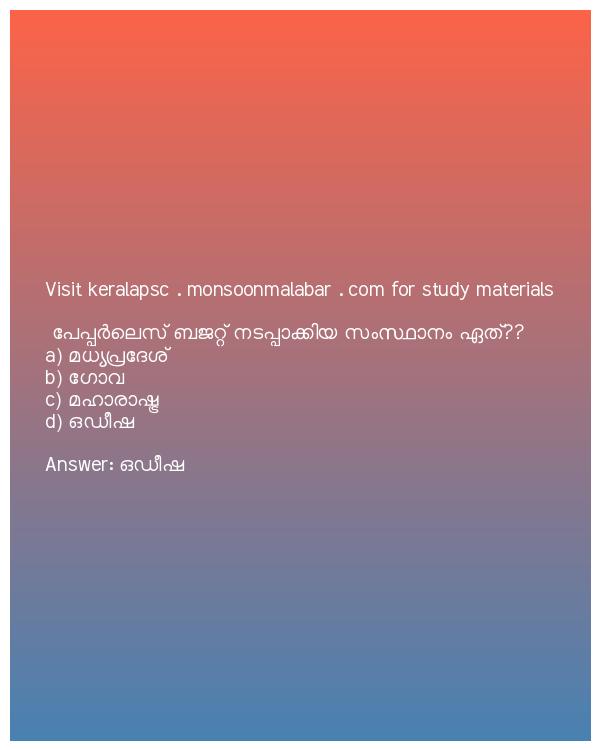 Visit keralapsc . monsoonmalabar . com for study materials
പേപ്പർലെസ് ബജറ്റ് നടപ്പാക്കിയ സംസ്ഥാനം ഏത്??
a) മധ്യപ്രദേശ്
b) ഗോവ
c) മഹാരാഷ്ട്ര
d) ഒഡീഷ
Answer: ഒഡീഷ